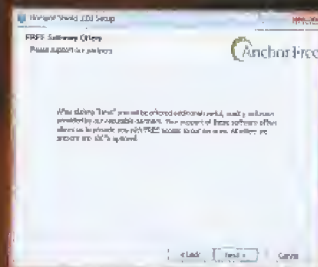 Hotspot Shield Setup
FREE Software Offers
Please support our partners
AnchorFree
When clicking "Next" you will be offered additional useful, quality software
provided by our reputable partners. Your support of these software offers
allows us to provide you with FREE access to our services. All offers are
and 100% optional.
< Back
Next >
Cancel